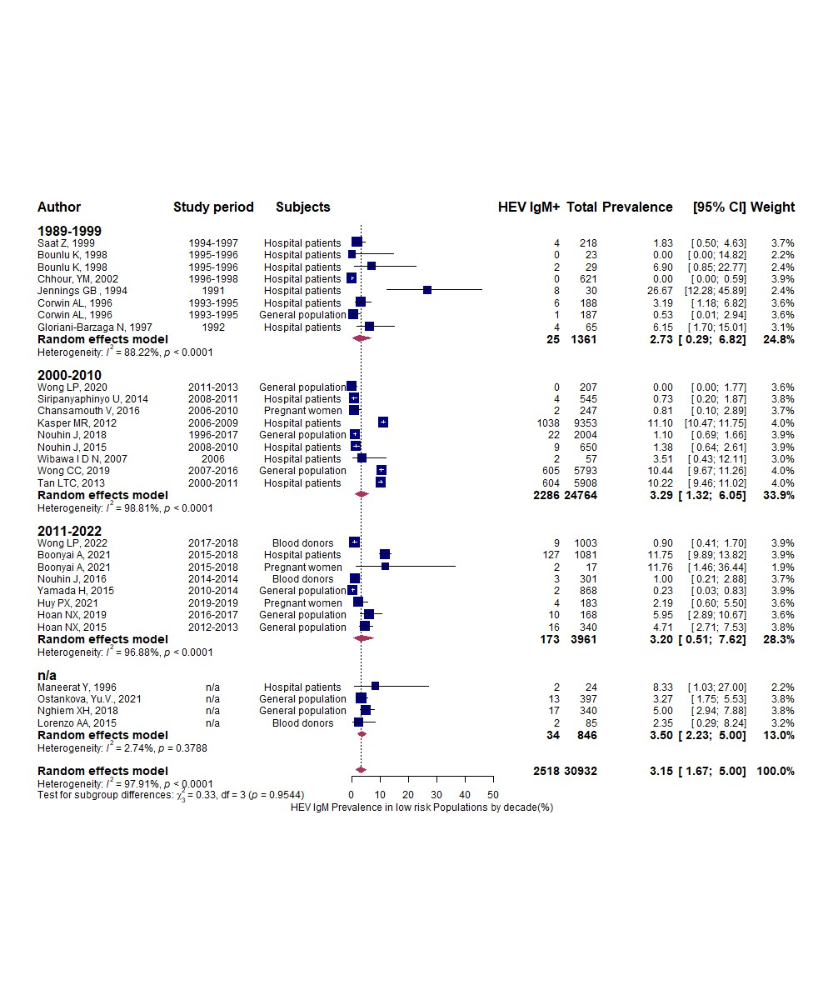 Author Study period Subjects HEV IgM+ Total Prevalence [95% CI] Weight
1989-1999
Saat Z, 1999 1994-1997 Hospital patients 4 218 1.83 [ 0.50; 4.63] 3.7%
Bounlu K, 1998 1995-1996 Hospital patients 0 23 0.00 [ 0.00; 14.82] 2.2%
Bounlu K, 1998 1995-1996 Hospital patients 2 29 6.90 [ 0.85; 22.77] 2.4%
Chhour, YM, 2002 1996-1998 Hospital patients 0 621 0.00 [ 0.00; 0.59] 3.9%
Jennings GB , 1994 1991 Hospital patients 8 30 26.67 [12.28; 45.89] 2.4%
Corwin AL, 1996 1993-1995 Hospital patients 6 188 3.19 [ 1.18; 6.82] 3.6%
Corwin AL, 1996 1993-1995 General population 1 187 0.53 [ 0.01; 2.94] 3.6%
Gloriani-Barzaga N, 1997 1992 Hospital patients 4 65 6.15 [ 1.70; 15.01] 3.1%
Random effects model 25 1361 2.73 [ 0.29; 6.82] 24.8%
Heterogeneity: I² = 88.22%, p < 0.0001
2000-2010
Wong LP, 2020 2011-2013 General population 0 207 0.00 [ 0.00; 1.77] 3.6%
Siripanyaphinyo U, 2014 2008-2011 Hospital patients 4 545 0.73 [ 0.20; 1.87] 3.8%
Chansamouth V, 2016 2006-2010 Pregnant women 2 247 0.81 [ 0.10; 2.89] 3.7%
Kasper MR, 2012 2006-2009 Hospital patients 1038 9353 11.10 [10.47; 11.75] 4.0%
Nouhin J, 2018 1996-2017 General population 22 2004 1.10 [ 0.69; 1.66] 3.9%
Nouhin J, 2015 2008-2010 Hospital patients 9 650 1.38 [ 0.64; 2.61] 3.9%
Wibawa I D N, 2007 2006 Hospital patients 2 57 3.51 [ 0.43; 12.11] 3.0%
Wong CC, 2019 2007-2016 General population 605 5793 10.44 [ 9.67; 11.26] 4.0%
Tan LTC, 2013 2000-2011 Hospital patients 604 5908 10.22 [ 9.46; 11.02] 4.0%
Random effects model 2286 24764 3.29 [ 1.32; 6.05] 33.9%
Heterogeneity: I² = 98.81%, p < 0.0001
2011-2022
Wong LP, 2022 2017-2018 Blood donors 9 1003 0.90 [ 0.41; 1.70] 3.9%
Boonyai A, 2021 2015-2018 Hospital patients 127 1081 11.75 [ 9.89; 13.82] 3.9%
Boonyai A, 2021 2015-2018 Pregnant women 2 17 11.76 [ 1.46; 36.44] 1.9%
Nouhin J, 2016 2014-2014 Blood donors 3 301 1.00 [ 0.21; 2.88] 3.7%
Yamada H, 2015 2010-2014 General population 2 868 0.23 [ 0.03; 0.83] 3.9%
Huy PX, 2021 2019-2019 Pregnant women 4 183 2.19 [ 0.60; 5.50] 3.6%
Hoan NX, 2019 2016-2017 General population 10 168 5.95 [ 2.89; 10.67] 3.6%
Hoan NX, 2015 2012-2013 General population 16 340 4.71 [ 2.71; 7.53] 3.8%
Random effects model 173 3961 3.20 [ 0.51; 7.62] 28.3%
Heterogeneity: I² = 96.88%, p < 0.0001
n/a
Maneerat Y, 1996 n/a Hospital patients 2 24 8.33 [ 1.03; 27.00] 2.2%
Ostankova, Yu.V., 2021 n/a General population 13 397 3.27 [ 1.75; 5.53] 3.8%
Nghiem XH, 2018 n/a General population 17 340 5.00 [ 2.94; 7.88] 3.8%
Lorenzo AA, 2015 n/a Blood donors 2 85 2.35 [ 0.29; 8.24] 3.2%
Random effects model 34 846 3.50 [ 2.23; 5.00] 13.0%
Heterogeneity: I² = 2.74%, p = 0.3788
Random effects model 2518 30932 3.15 [ 1.67; 5.00] 100.0%
Heterogeneity: I² = 97.91%, p < 0.0001
Test for subgroup differences: χ²₃ = 0.33, df = 3 (p = 0.9544)
0 10 20 30 40 50
HEV IgM Prevalence in low risk Populations by decade(%)